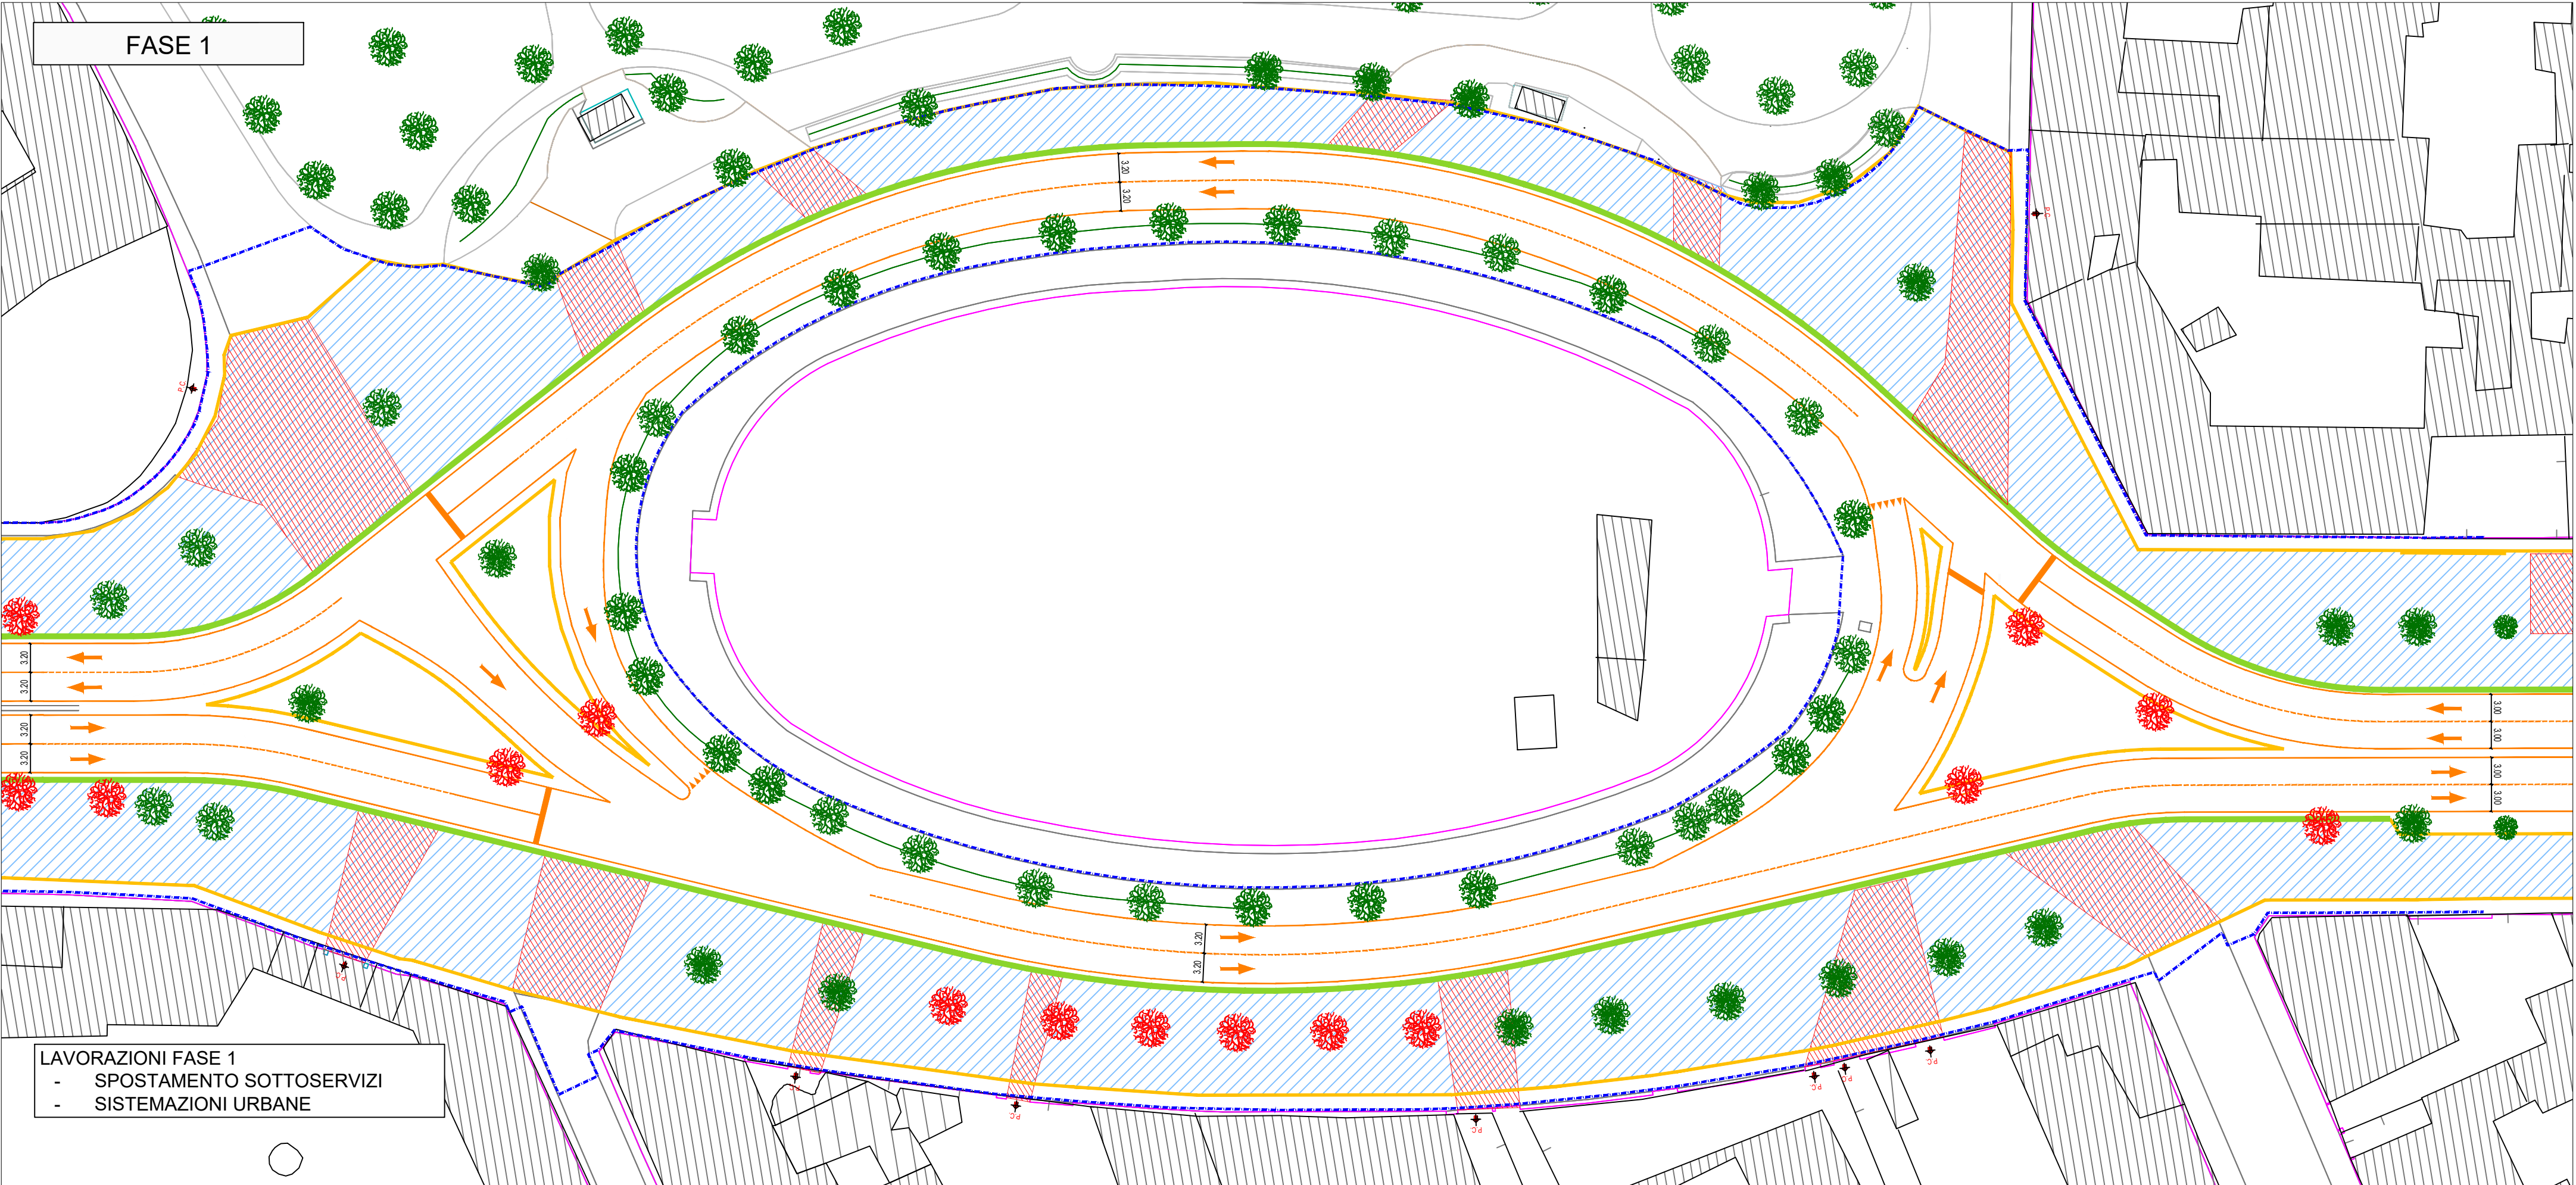 FASE 1
3.20
3.20
P.C
P.C
3.20
3.20
3.20
3.20
3.00
3.00
3.00
3.00
3.20
3.20
P.C
P.C
P.C
P.C
P.C
P.C
P.C
LAVORAZIONI FASE 1
- SPOSTAMENTO SOTTOSERVIZI
- SISTEMAZIONI URBANE